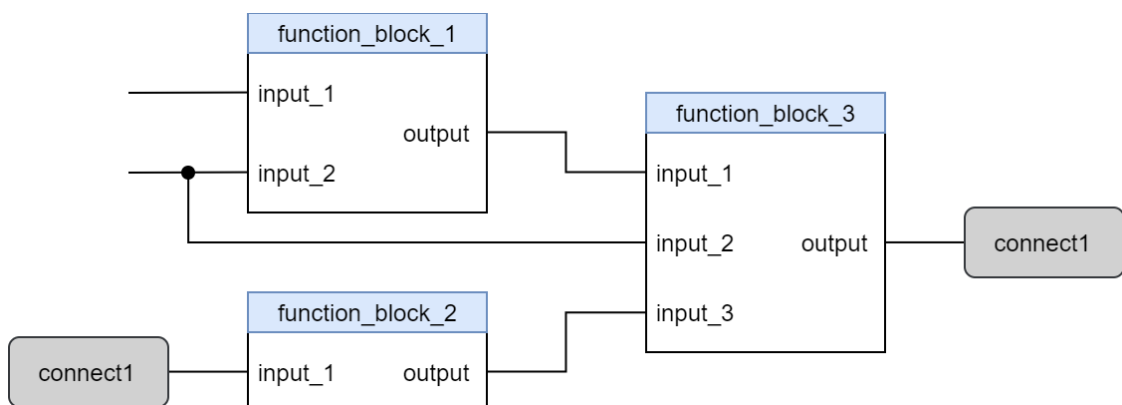 function_block_1
input_1
output
input_2
function_block_3
input_1
input_2
output
input_3
connect1
function_block_2
connect1
input_1
output